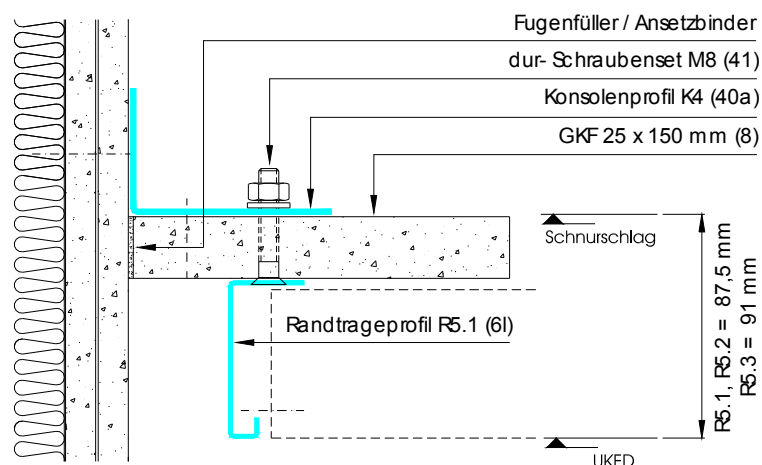 Fugenfüller / Ansetzbinder
dur- Schraubenset M8 (41)
Konsolenprofil K4 (40a)
GKF 25 x 150 mm (8)
Schnurschlag
Randtrageprofil R5.1 (6l)
R5.1, R5.2 = 87,5 mm
R5.3 = 91 mm
UKFD